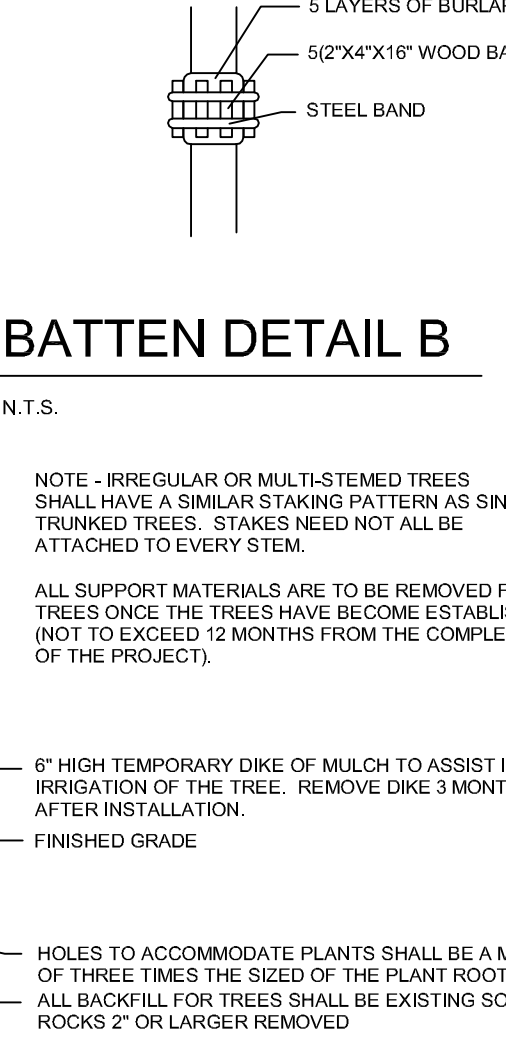 5 LAYERS OF BURLAP
5(2"X4"X16" WOOD BA
STEEL BAND
BATTEN DETAIL B
N.T.S.
NOTE - IRREGULAR OR MULTI-STEMED TREES
SHALL HAVE A SIMILAR STAKING PATTERN AS SIN
TRUNKED TREES. STAKES NEED NOT ALL BE
ATTACHED TO EVERY STEM.
ALL SUPPORT MATERIALS ARE TO BE REMOVED F
TREES ONCE THE TREES HAVE BECOME ESTABLIS
(NOT TO EXCEED 12 MONTHS FROM THE COMPLE
OF THE PROJECT).
6" HIGH TEMPORARY DIKE OF MULCH TO ASSIST I
IRRIGATION OF THE TREE. REMOVE DIKE 3 MONT
AFTER INSTALLATION.
FINISHED GRADE
HOLES TO ACCOMMODATE PLANTS SHALL BE A M
OF THREE TIMES THE SIZED OF THE PLANT ROOT
ALL BACKFILL FOR TREES SHALL BE EXISTING SO
ROCKS 2" OR LARGER REMOVED